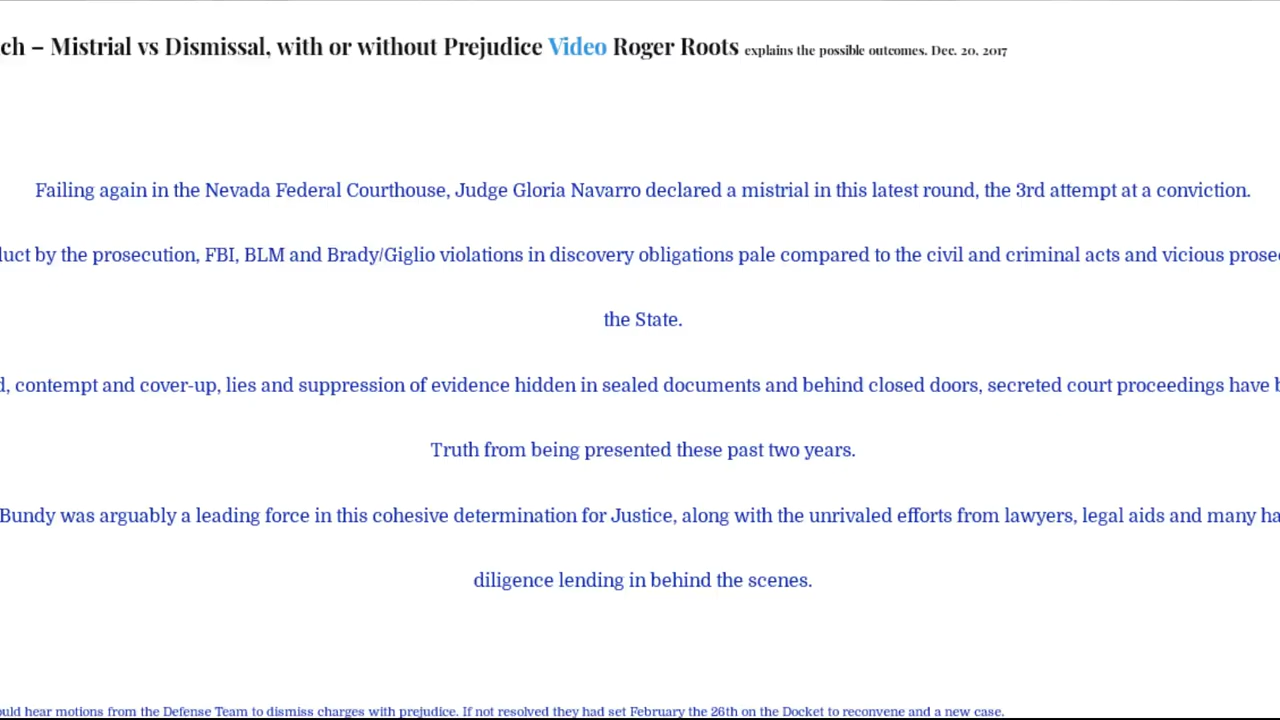 ch – Mistrial vs Dismissal, with or without Prejudice Video Roger Roots explains the possible outcomes. Dec. 20, 2017
Failing again in the Nevada Federal Courthouse, Judge Gloria Navarro declared a mistrial in this latest round, the 3rd attempt at a conviction.
duct by the prosecution, FBI, BLM and Brady/Giglio violations in discovery obligations pale compared to the civil and criminal acts and vicious prosec
the State.
d, contempt and cover-up, lies and suppression of evidence hidden in sealed documents and behind closed doors, secreted court proceedings have b
Truth from being presented these past two years.
Bundy was arguably a leading force in this cohesive determination for Justice, along with the unrivaled efforts from lawyers, legal aids and many ha
diligence lending in behind the scenes.
ould hear motions from the Defense Team to dismiss charges with prejudice. If not resolved they had set February the 26th on the Docket to reconvene and a new case.